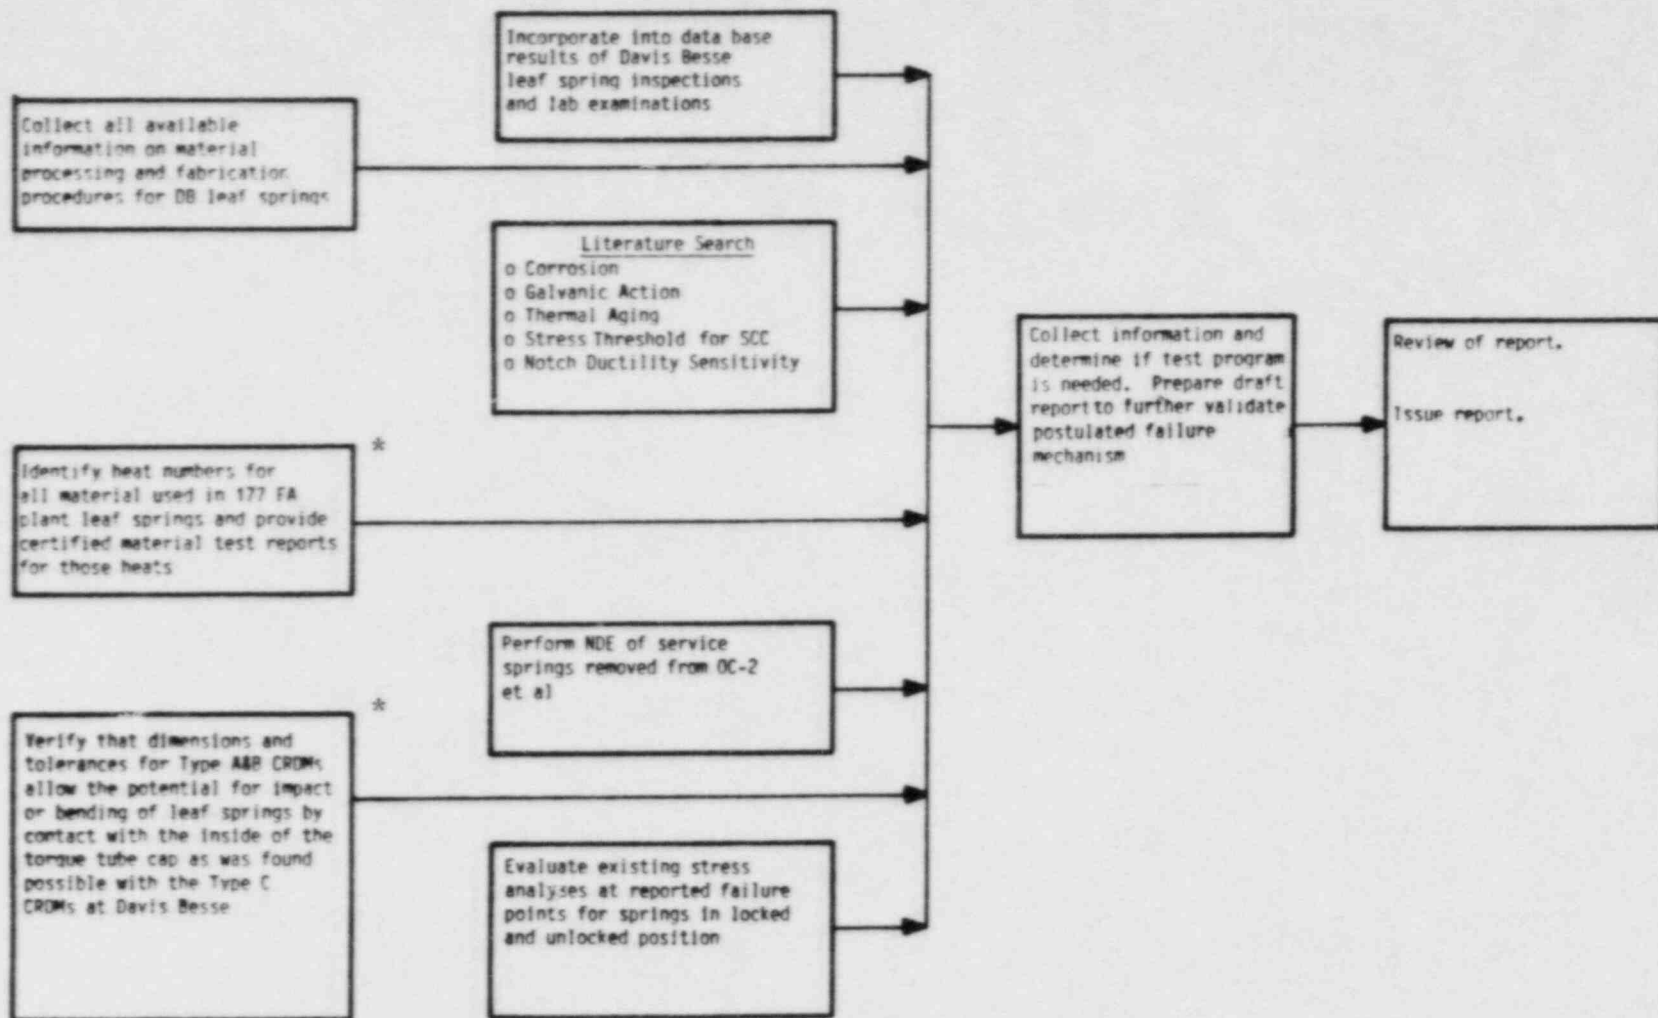 Incorporate into data base
results of Davis Besse
leaf spring inspections
and lab examinations
Collect all available
information on material
processing and fabrication
procedures for DB leaf springs
Literature Search
o Corrosion
o Galvanic Action
o Thermal Aging
o Stress Threshold for SCC
o Notch Ductility Sensitivity
*
Identify heat numbers for
all material used in 177 FA
plant leaf springs and provide
certified material test reports
for those heats
Perform NDE of service
springs removed from OC-2
et al
*
Verify that dimensions and
tolerances for Type A&B CRDMs
allow the potential for impact
or bending of leaf springs by
contact with the inside of the
torque tube cap as was found
possible with the Type C
CRDMs at Davis Besse
Evaluate existing stress
analyses at reported failure
points for springs in locked
and unlocked position
Collect information and
determine if test program
is needed. Prepare draft
report to further validate
postulated failure
mechanism
Review of report.
Issue report.